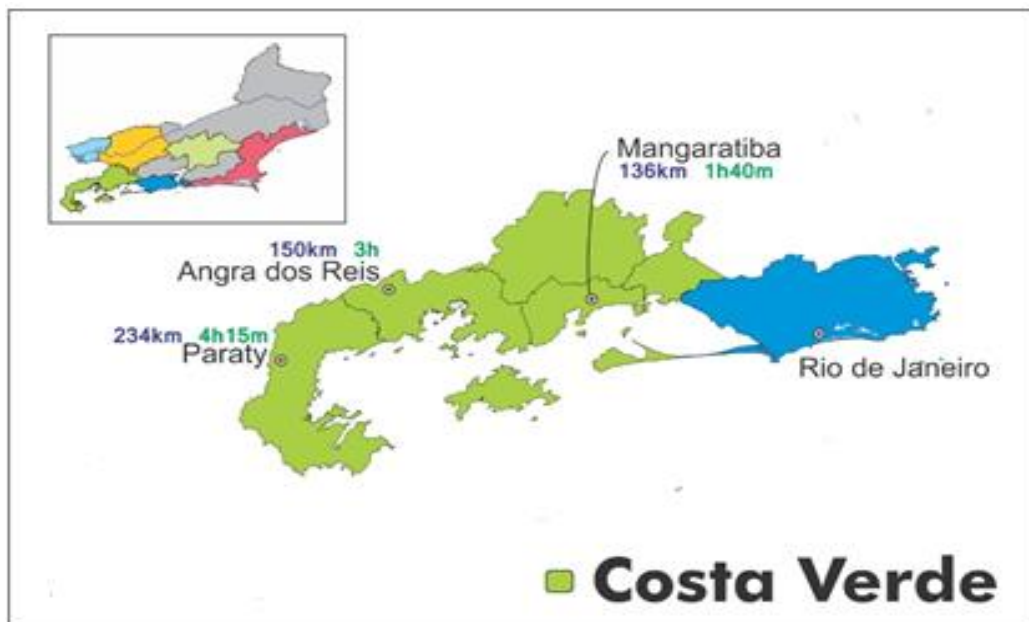 Mangaratiba
136km 1h40m
150km 3h
Angra dos Reis
234km 4h15m
Paraty
Rio de Janeiro
Costa Verde